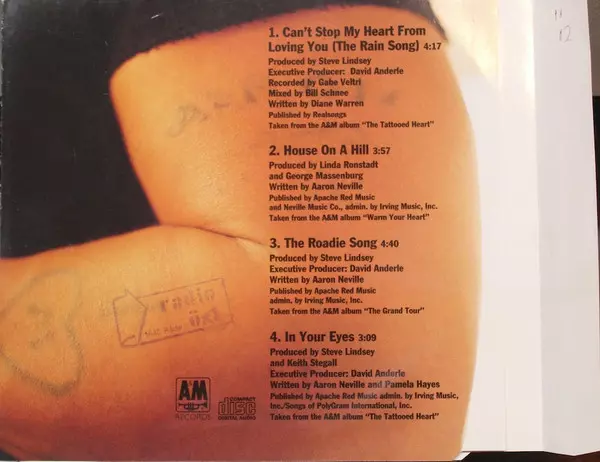 1. Can't Stop My Heart From
Loving You (The Rain Song) 4:17
Produced by Steve Lindsey
Executive Producer: David Anderle
Recorded by Gabe Veltri
Mixed by Bill Schnee
Written by Diane Warren
Published by Realsongs
Taken from the A&M album "The Tattooed Heart"
2. House On A Hill 3:57
Produced by Linda Ronstadt
and George Massenburg
Written by Aaron Neville
Published by Apache Red Music
and Neville Music Co., admin. by Irving Music, Inc.
Taken from the A&M album "Warm Your Heart"
3. The Roadie Song 4:40
Produced by Steve Lindsey
Executive Producer: David Anderle
Written by Aaron Neville
Published by Apache Red Music
admin. by Irving Music, Inc.
Taken from the A&M album "The Grand Tour"
4. In Your Eyes 3:09
Produced by Steve Lindsey
and Keith Stegall
Executive Producer: David Anderle
Written by Aaron Neville and Pamela Hayes
Published by Apache Red Music admin. by Irving Music,
Inc./Songs of PolyGram International, Inc.
Taken from the A&M album "The Tattooed Heart"
radio
A&M
RECORDS
COMPACT
disc
DIGITAL AUDIO
12